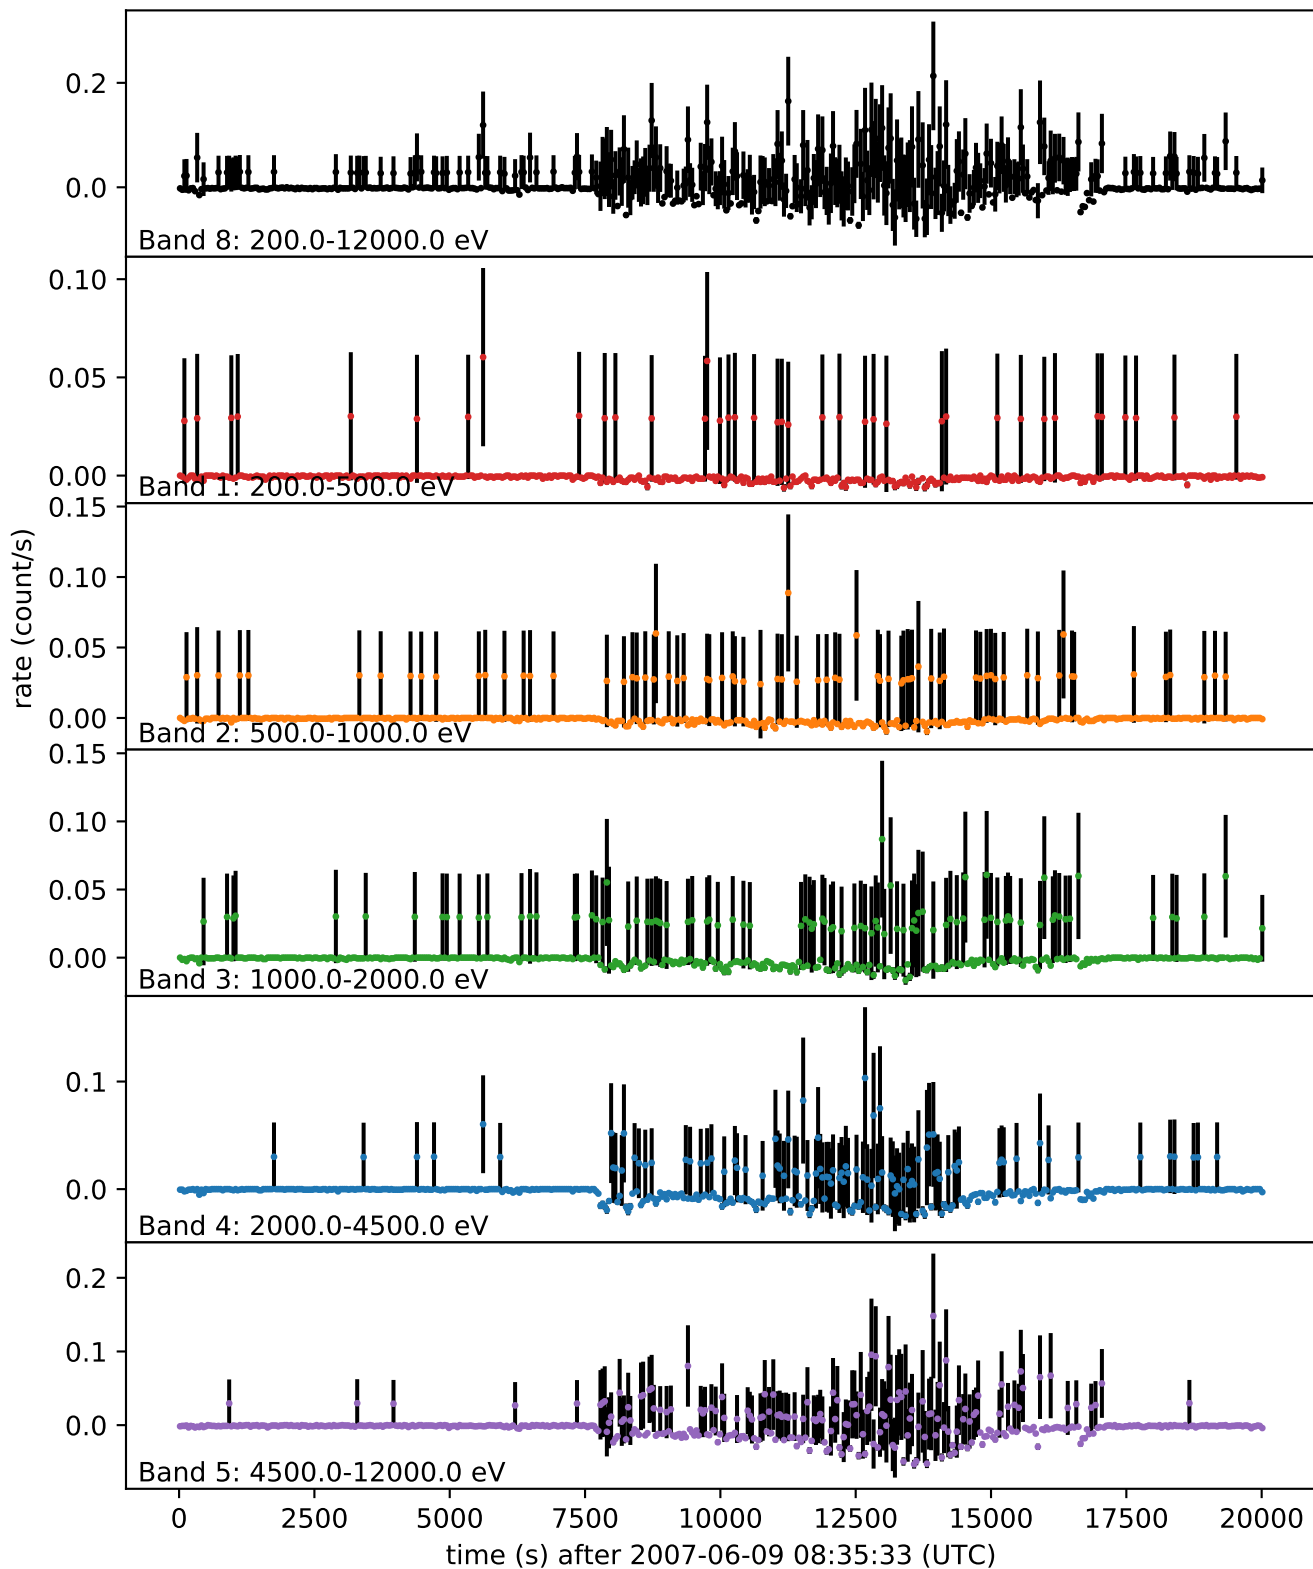 0.2
0.0
Band 8: 200.0-12000.0 eV
0.10
0.05
0.00
Band 1: 200.0-500.0 eV
0.15
0.10
0.05
0.00
Band 2: 500.0-1000.0 eV
rate (count/s)
0.15
0.10
0.05
0.00
Band 3: 1000.0-2000.0 eV
0.1
0.0
Band 4: 2000.0-4500.0 eV
0.2
0.1
0.0
Band 5: 4500.0-12000.0 eV
0 2500 5000 7500 10000 12500 15000 17500 20000
time (s) after 2007-06-09 08:35:33 (UTC)